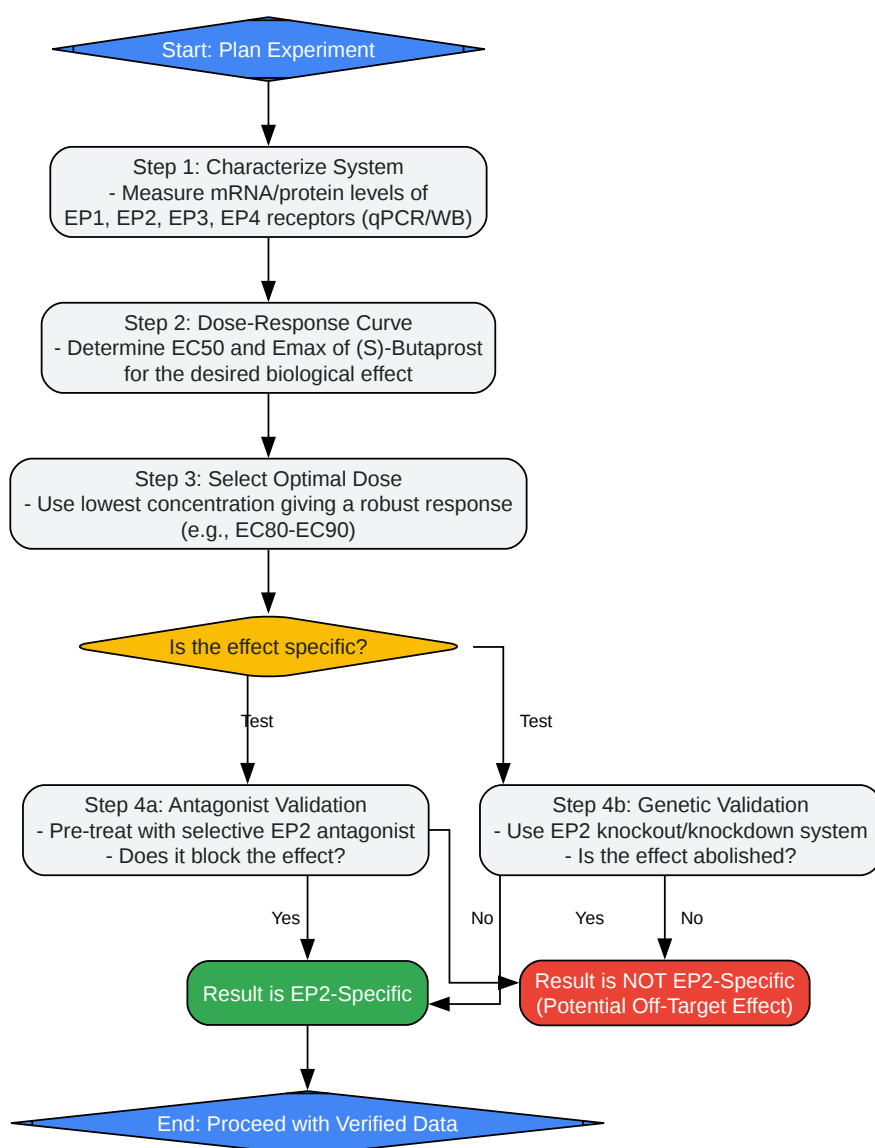 Start: Plan Experiment
Step 1: Characterize System
- Measure mRNA/protein levels of
EP1, EP2, EP3, EP4 receptors (qPCR/WB)
Step 2: Dose-Response Curve
- Determine EC50 and Emax of (S)-Butaprost
for the desired biological effect
Step 3: Select Optimal Dose
- Use lowest concentration giving a robust response
(e.g., EC80-EC90)
Is the effect specific?
Test
Test
Step 4a: Antagonist Validation
- Pre-treat with selective EP2 antagonist
- Does it block the effect?
Step 4b: Genetic Validation
- Use EP2 knockout/knockdown system
- Is the effect abolished?
Yes
No
Yes
No
Result is EP2-Specific
Result is NOT EP2-Specific
(Potential Off-Target Effect)
End: Proceed with Verified Data